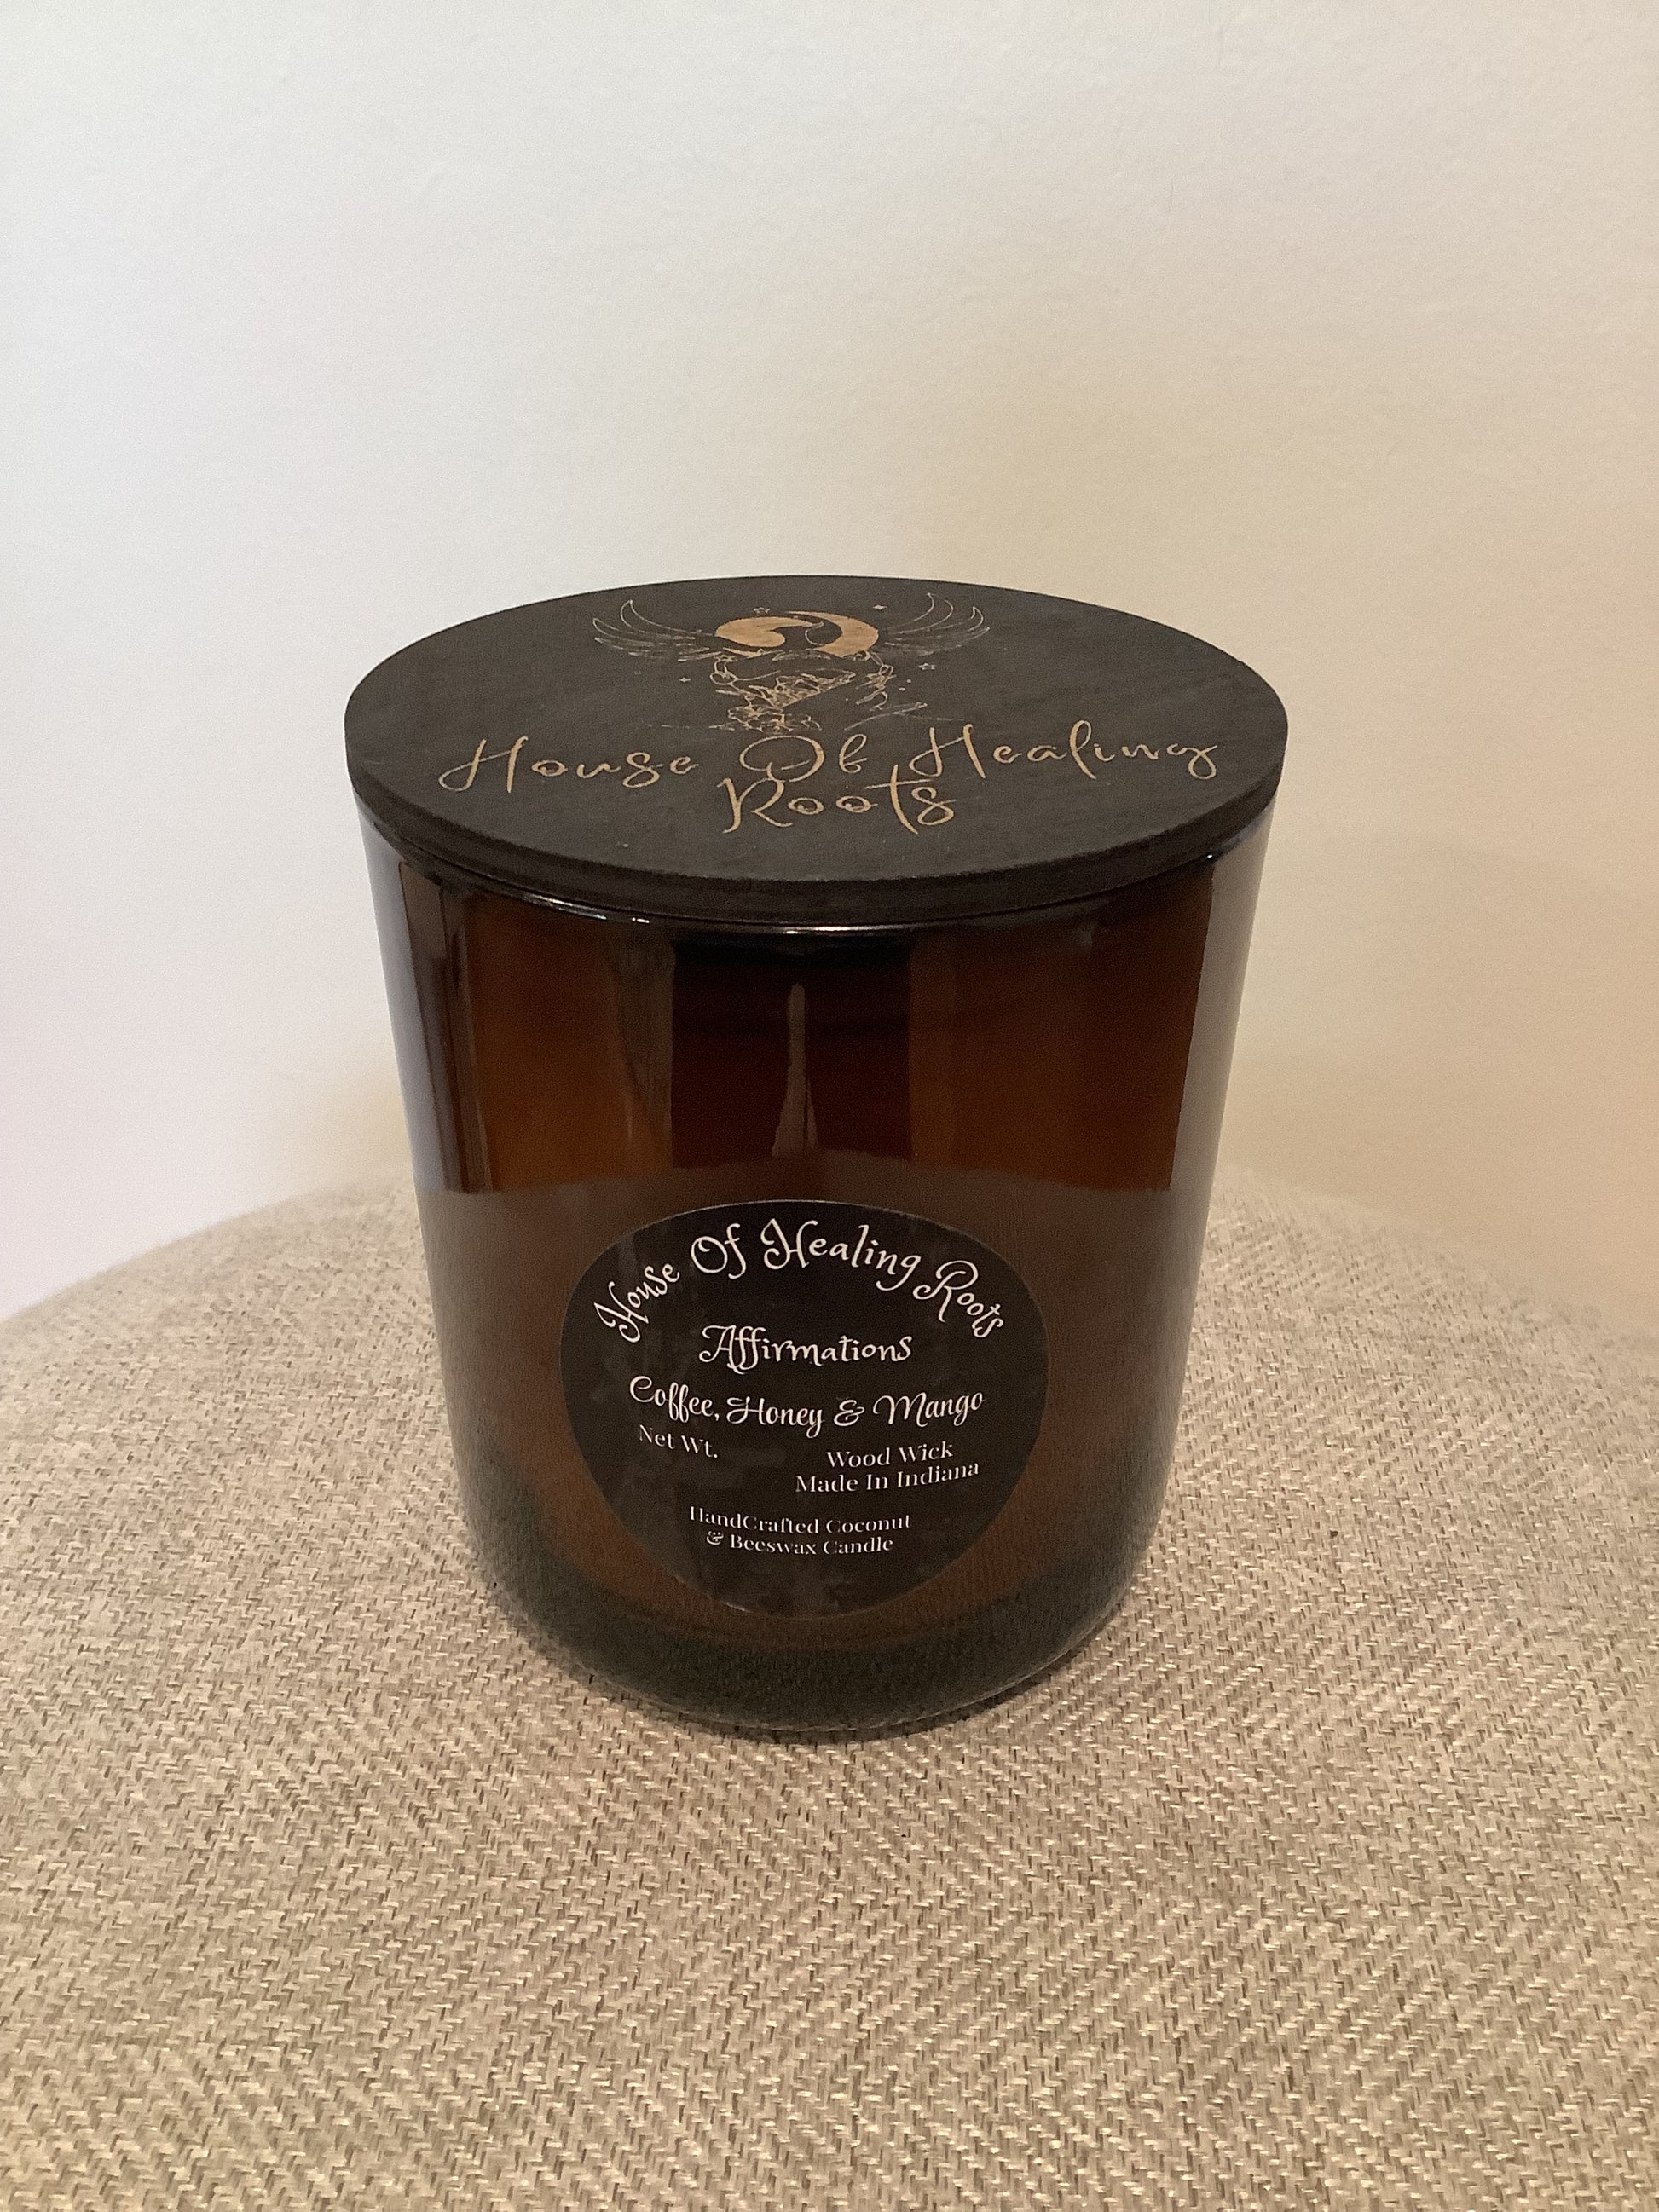 House Of Healing
Roots
House Of Healing Roots
Affirmations
Coffee, Honey & Mango
Net Wt.
Wood Wick
Made In Indiana
HandCrafted Coconut
& Beeswax Candle